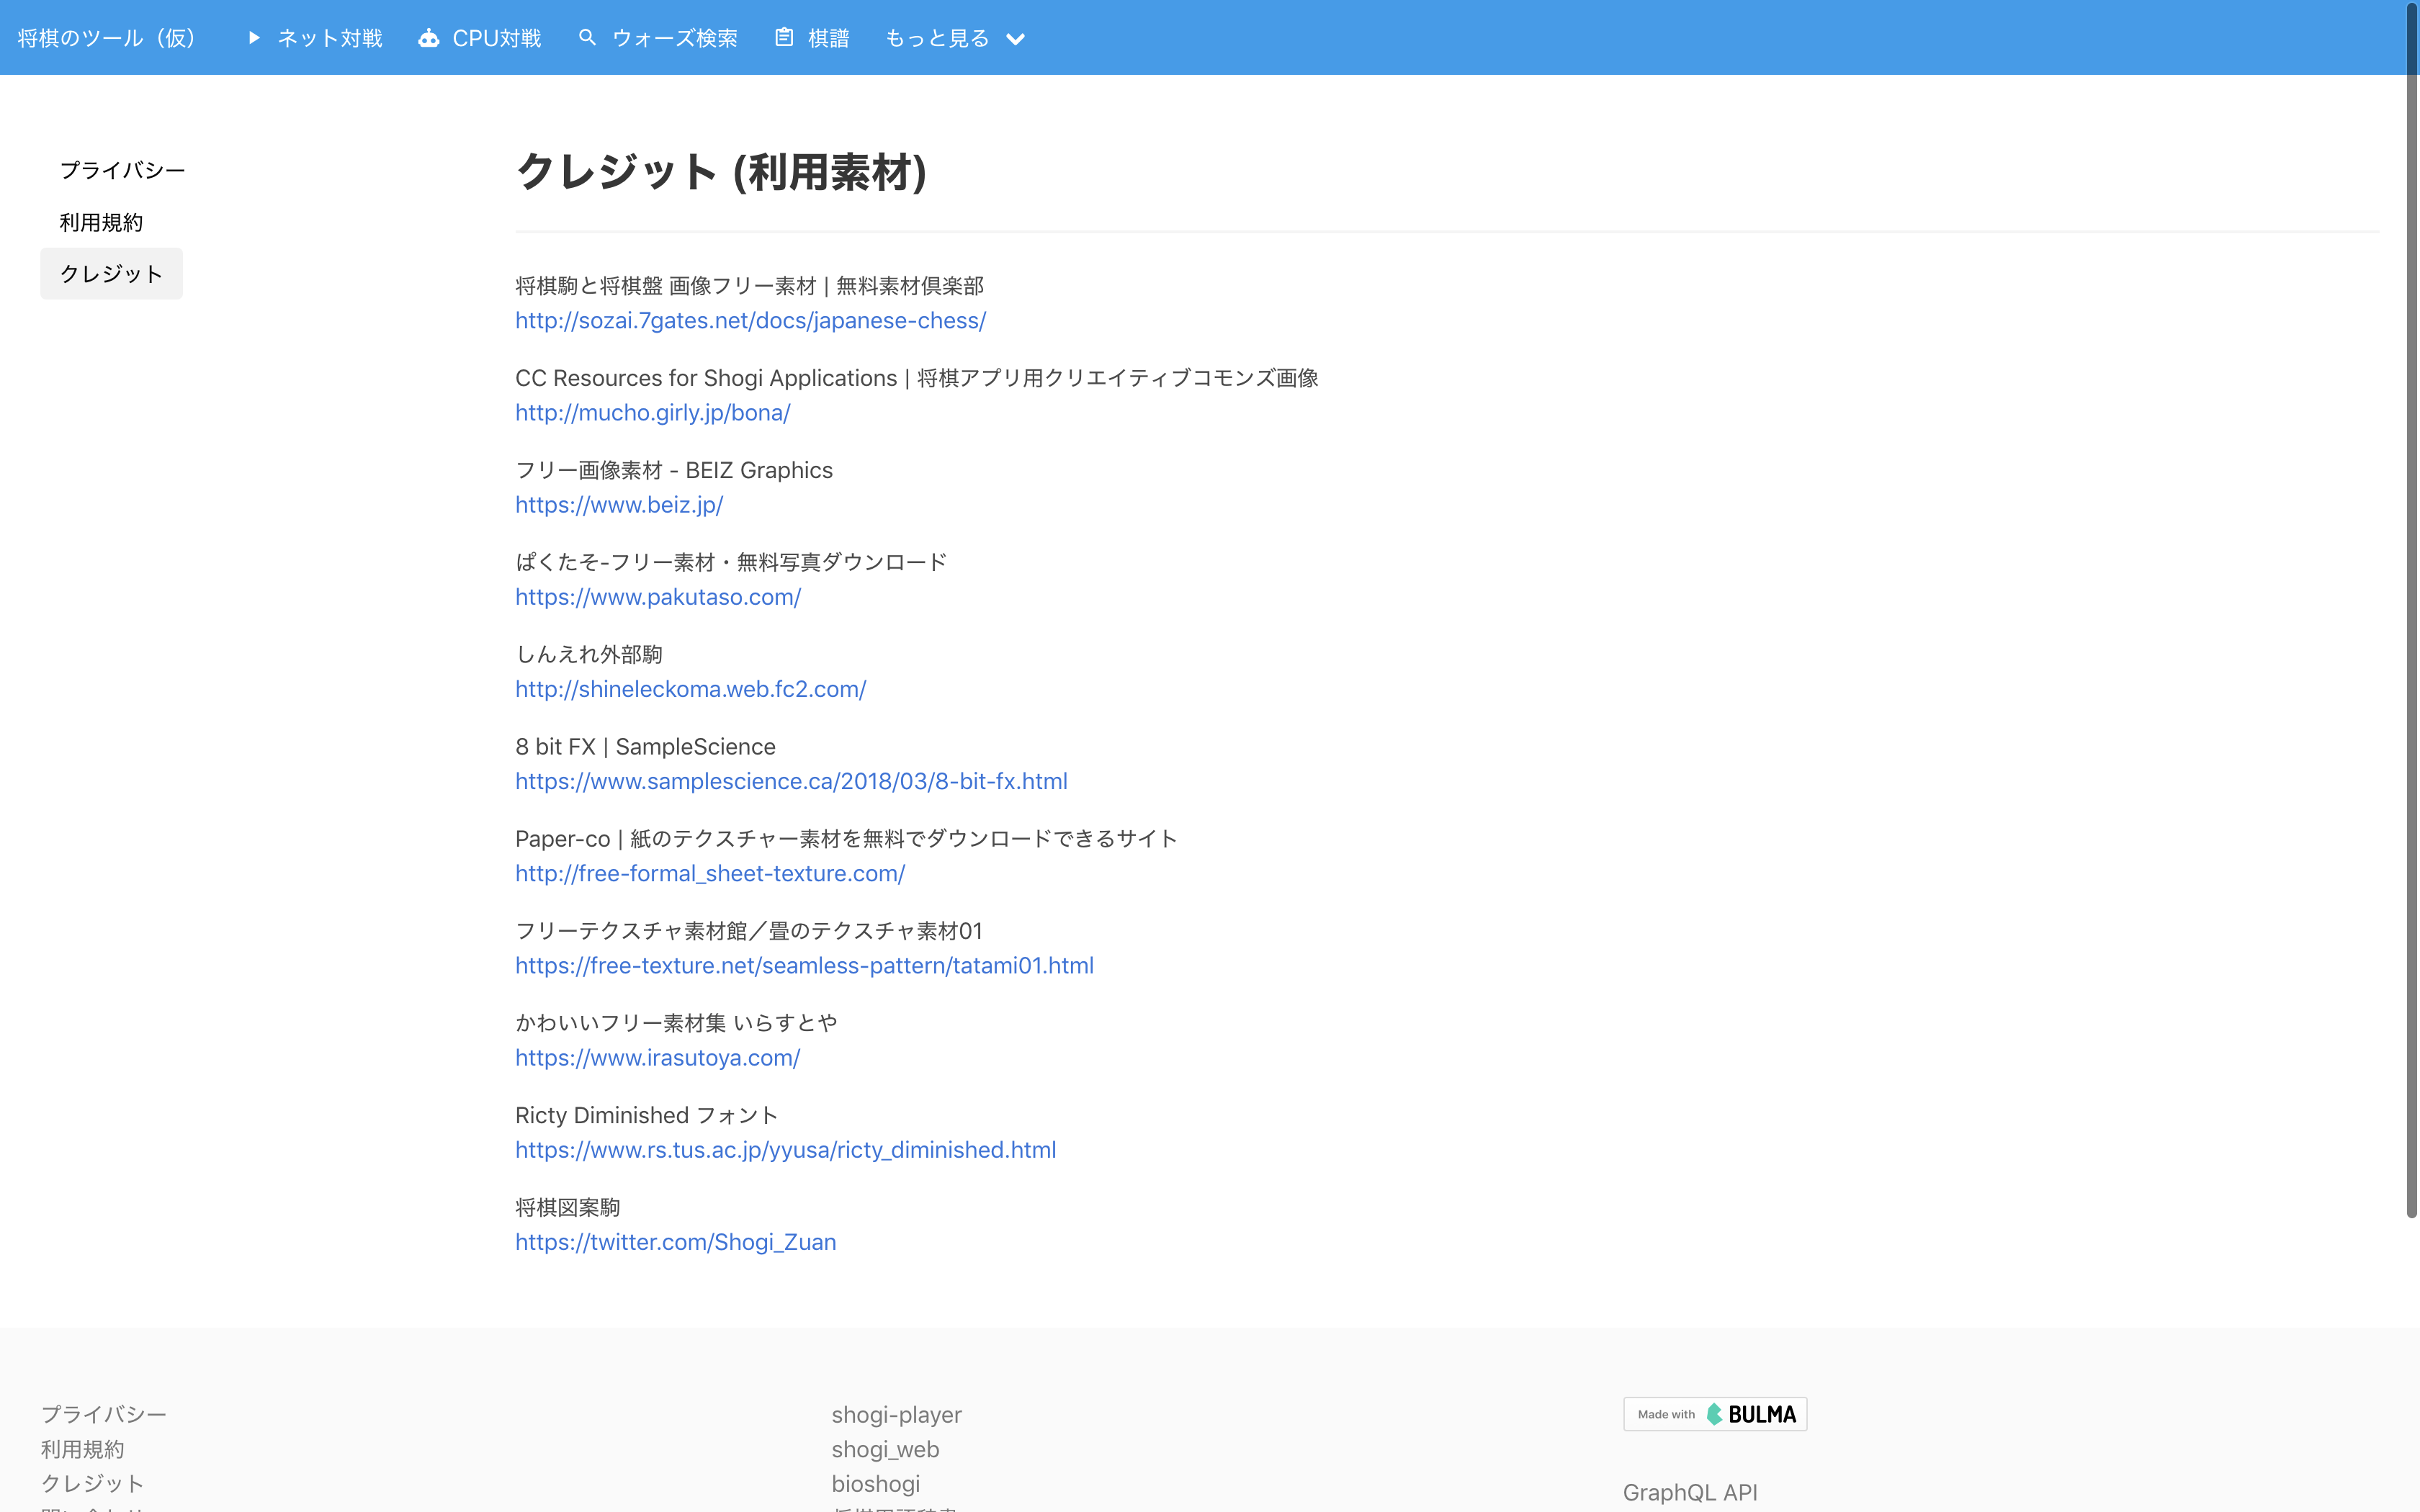 将棋のツール（仮）
ネット対戦
CPU対戦
ウォーズ検索
棋譜
もっと見る
プライバシー
利用規約
クレジット
クレジット (利用素材)
将棋駒と将棋盤 画像フリー素材 | 無料素材倶楽部
http://sozai.7gates.net/docs/japanese-chess/
CC Resources for Shogi Applications | 将棋アプリ用クリエイティブコモンズ画像
http://mucho.girly.jp/bona/
フリー画像素材 - BEIZ Graphics
https://www.beiz.jp/
ぱくたそ-フリー素材・無料写真ダウンロード
https://www.pakutaso.com/
しんえれ外部駒
http://shineleckoma.web.fc2.com/
8 bit FX | SampleScience
https://www.samplescience.ca/2018/03/8-bit-fx.html
Paper-co | 紙のテクスチャー素材を無料でダウンロードできるサイト
http://free-formal_sheet-texture.com/
フリーテクスチャ素材館／畳のテクスチャ素材01
https://free-texture.net/seamless-pattern/tatami01.html
かわいいフリー素材集 いらすとや
https://www.irasutoya.com/
Ricty Diminished フォント
https://www.rs.tus.ac.jp/yyusa/ricty_diminished.html
将棋図案駒
https://twitter.com/Shogi_Zuan
プライバシー
利用規約
クレジット
shogi-player
shogi_web
bioshogi
Made with BULMA
GraphQL API